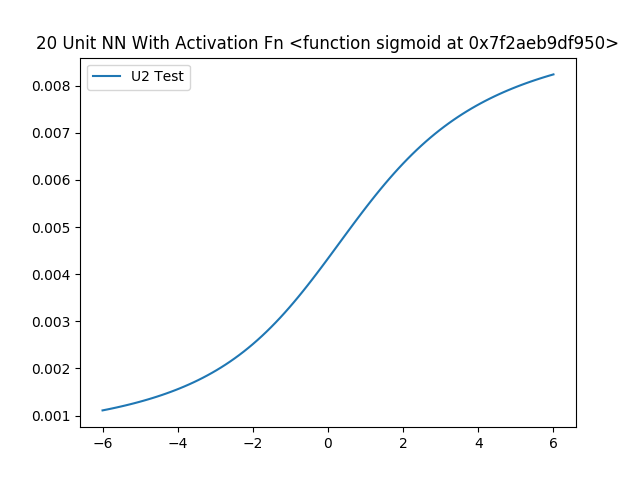 20 Unit NN With Activation Fn <function sigmoid at 0x7f2aeb9df950>
U2 Test
0.008
0.007
0.006
0.005
0.004
0.003
0.002
0.001
−6 −4 −2 0 2 4 6